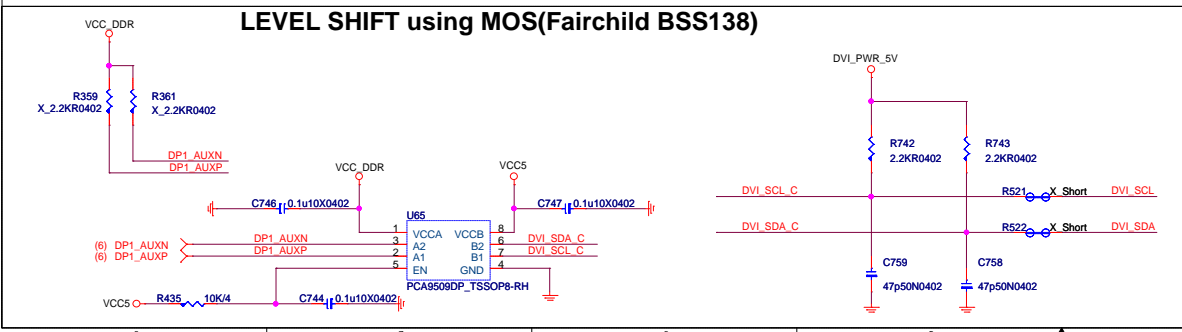 LEVEL SHIFT using MOS(Fairchild BSS138)
VCC_DDR
R359
X_2.2KR0402
R361
X_2.2KR0402
DP1_AUXN
DP1_AUXP
VCC_DDR
VCC5
C746
0.1u10X0402
C747
0.1u10X0402
U65
1
VCCA
VCCB
8
3
A2
B2
6
2
A1
B1
7
5
EN
GND
4
PCA9509DP_TSSOP8-RH
(6) DP1_AUXN
DP1_AUXN
DVI_SDA_C
(6) DP1_AUXP
DP1_AUXP
DVI_SCL_C
VCC5
R435
10K/4
C744
0.1u10X0402
DVI_PWR_5V
R742
2.2KR0402
R743
2.2KR0402
DVI_SCL_C
R521
X_Short
DVI_SCL
DVI_SDA_C
R522
X_Short
DVI_SDA
C759
47p50N0402
C758
47p50N0402